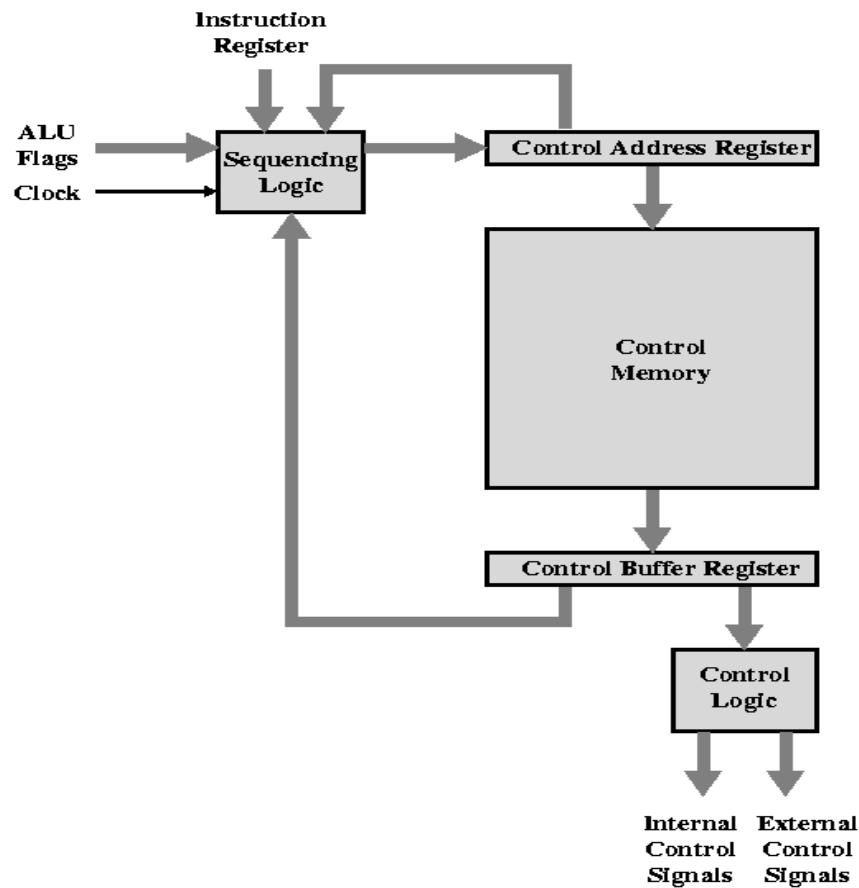 Instruction
Register
ALU
Flags
Clock
Sequencing
Logic
Control Address Register
Control
Memory
Control Buffer Register
Control
Logic
Internal
Control
Signals
External
Control
Signals